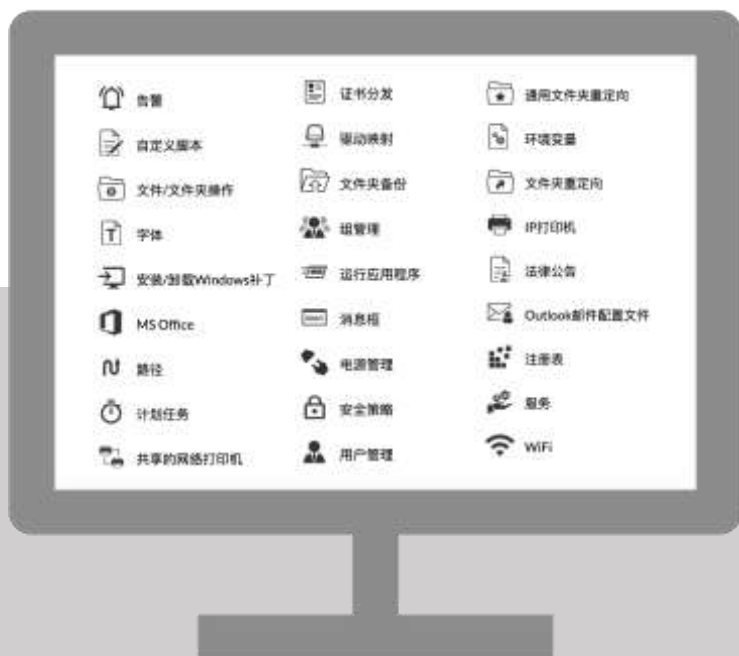 告警
证书分发
通用文件夹重定向
自定义脚本
驱动映射
环境变量
文件/文件夹操作
文件夹备份
文件夹重定向
字体
组管理
IP打印机
安装/卸载Windows补丁
运行应用程序
法律公告
MS Office
消息框
Outlook邮件配置文件
路径
电源管理
注册表
计划任务
安全策略
服务
共享的网络打印机
用户管理
WiFi